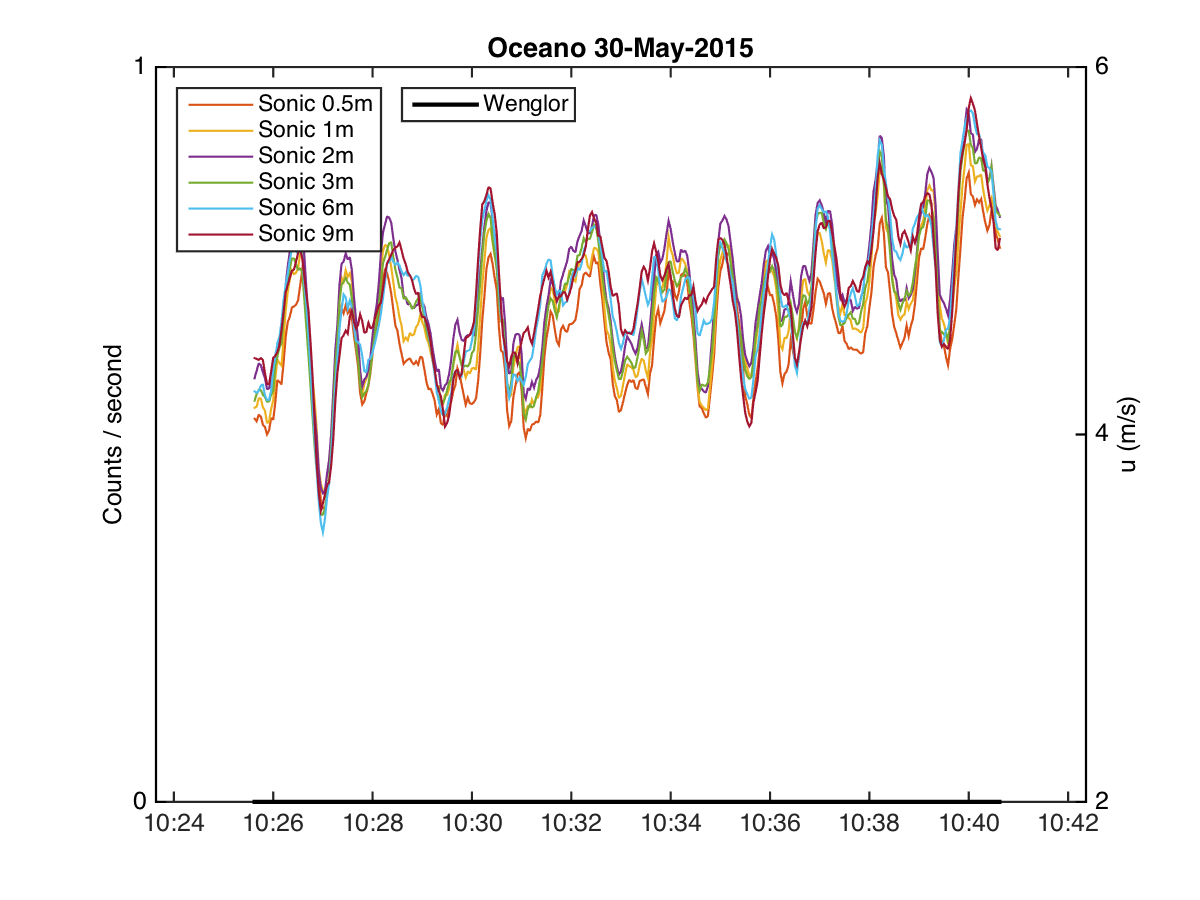 Oceano 30-May-2015
1
6
Sonic 0.5m
Wenglor
Sonic 1m
Sonic 2m
Sonic 3m
Sonic 6m
Sonic 9m
Counts / second
4
u (m/s)
0
2
10:24 10:26 10:28 10:30 10:32 10:34 10:36 10:38 10:40 10:42